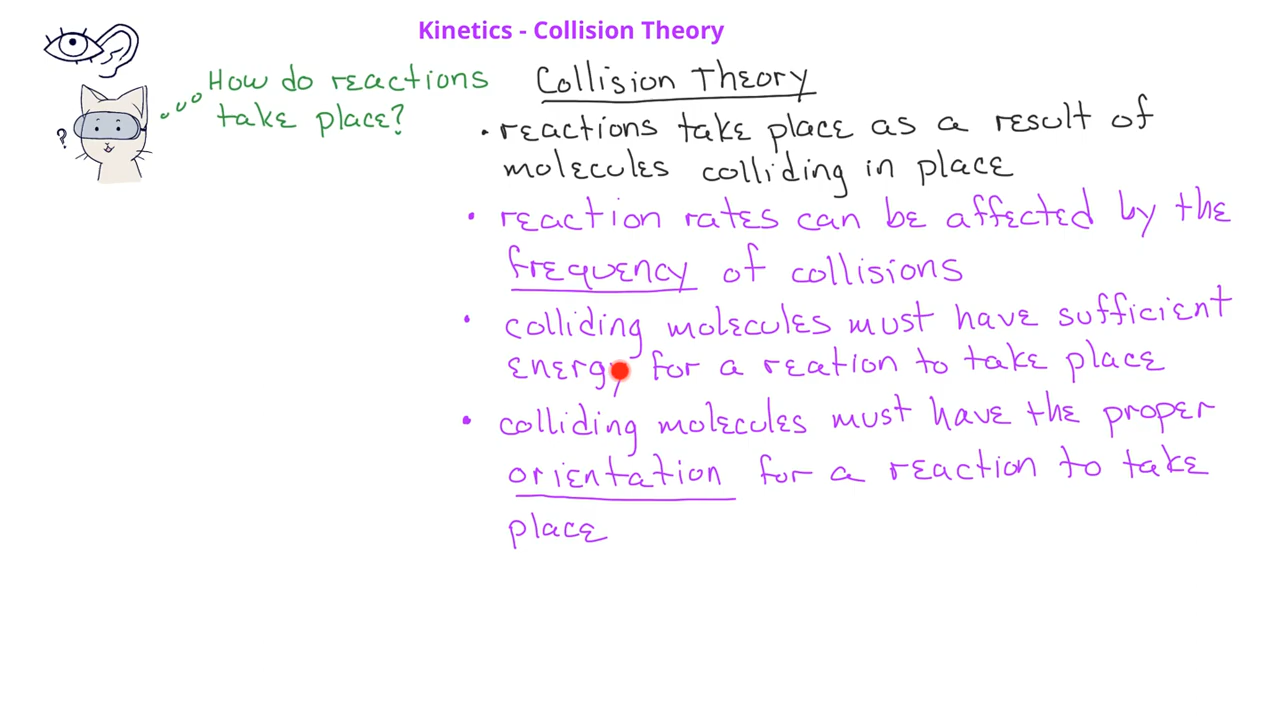 Kinetics - Collision Theory
How do reactions
take place?
?
Collision Theory
• reactions take place as a result of
molecules colliding in place
• reaction rates can be affected by the
frequency of collisions
• colliding molecules must have sufficient
energy for a reation to take place
• colliding molecules must have the proper
orientation for a reaction to take
place